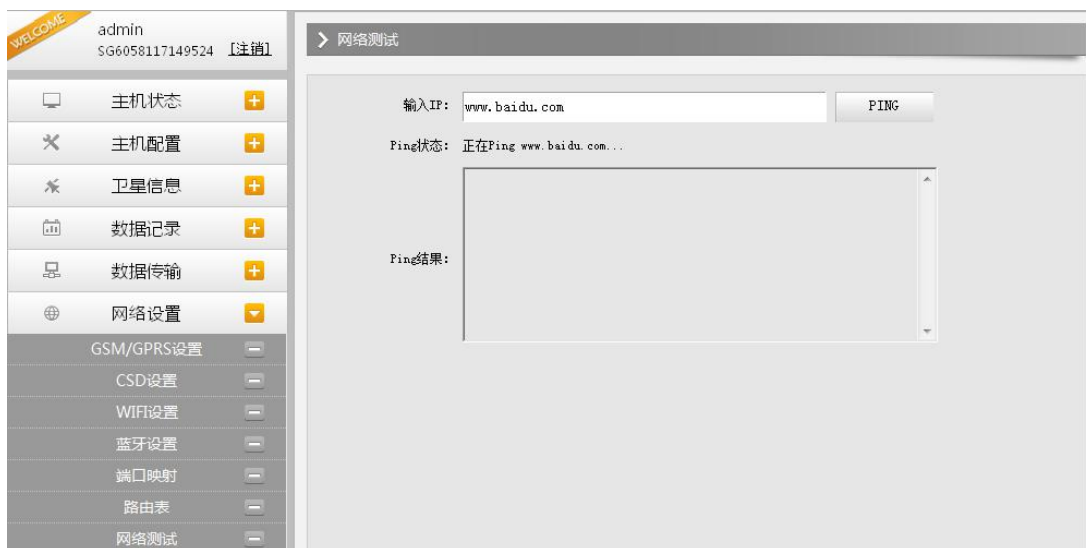 WELCOME
admin
SG6058117149524 [注销]
主机状态
主机配置
卫星信息
数据记录
数据传输
网络设置
GSM/GPRS设置
CSD设置
WIFI设置
蓝牙设置
端口映射
路由表
网络测试
网络测试
输入IP: www.baidu.com PING
Ping状态: 正在Ping www.baidu.com...
Ping结果: